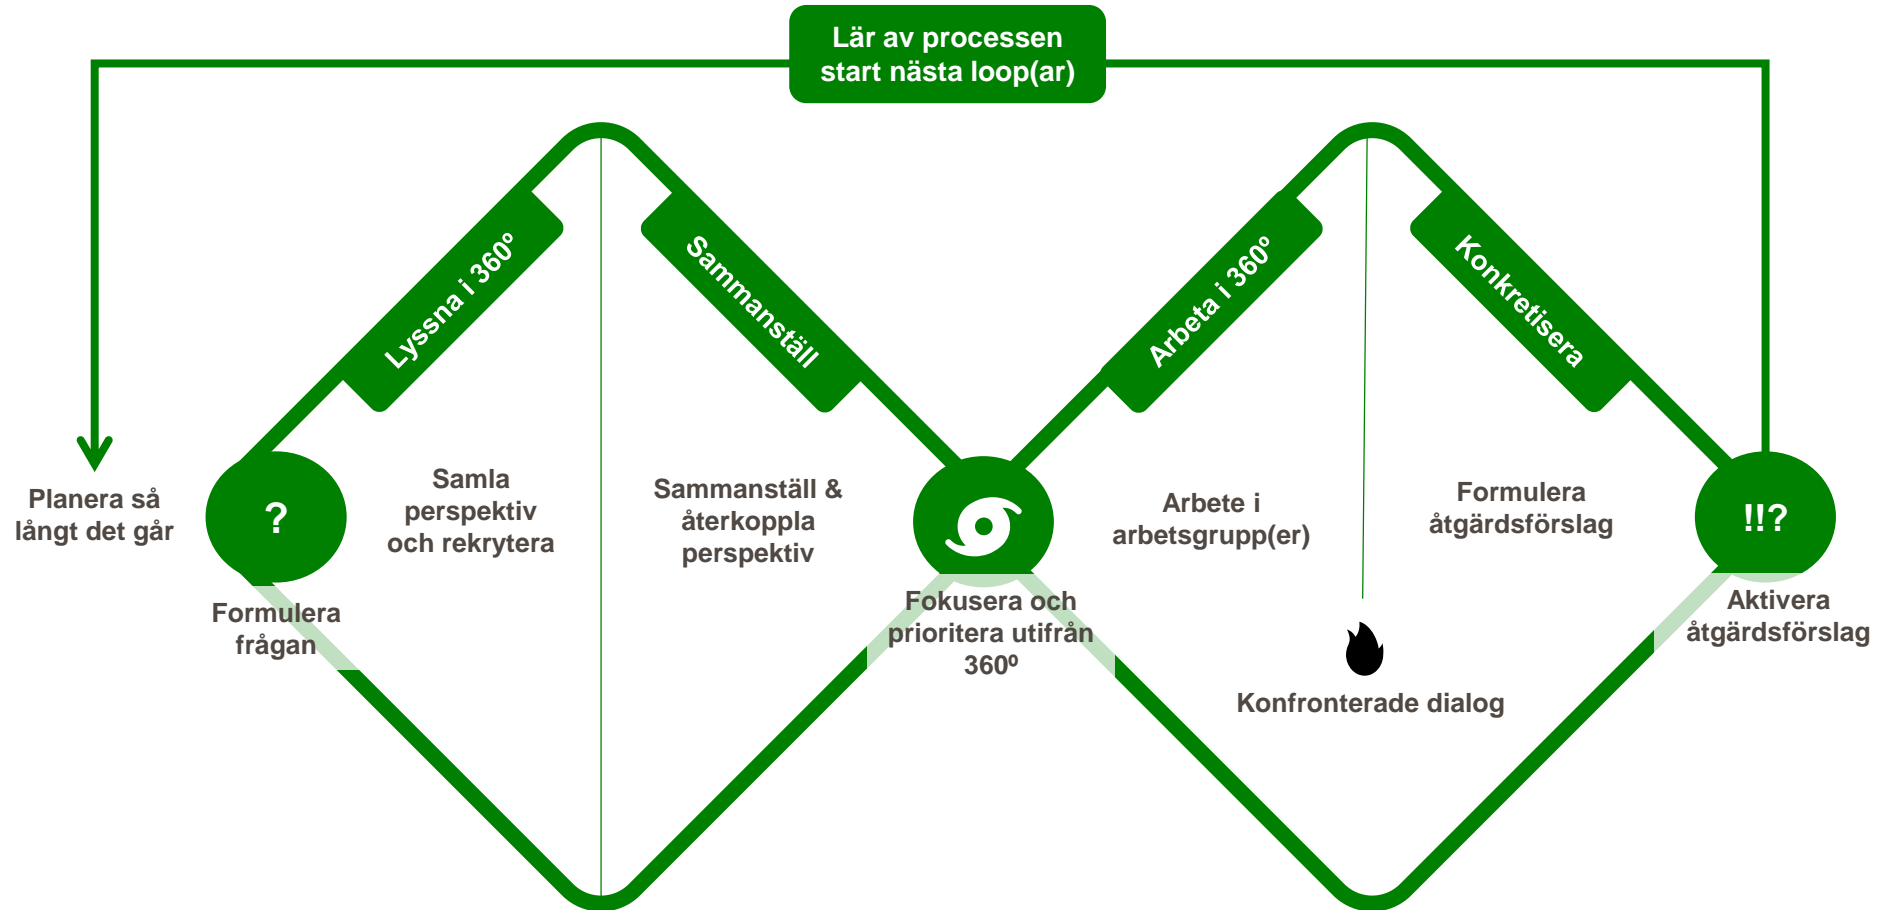 Lär av processen
start nästa loop(ar)
Lyssna i 360º
Sammanställ
Arbeta i 360º
Konkretisera
Planera så
långt det går
?
Formulera
frågan
Samla
perspektiv
och rekrytera
Sammanställ &
återkoppla
perspektiv
Fokusera och
prioritera utifrån
360º
Arbete i
arbetsgrupp(er)
Konfronterade dialog
Formulera
åtgärdsförslag
!!?
Aktivera
åtgärdsförslag